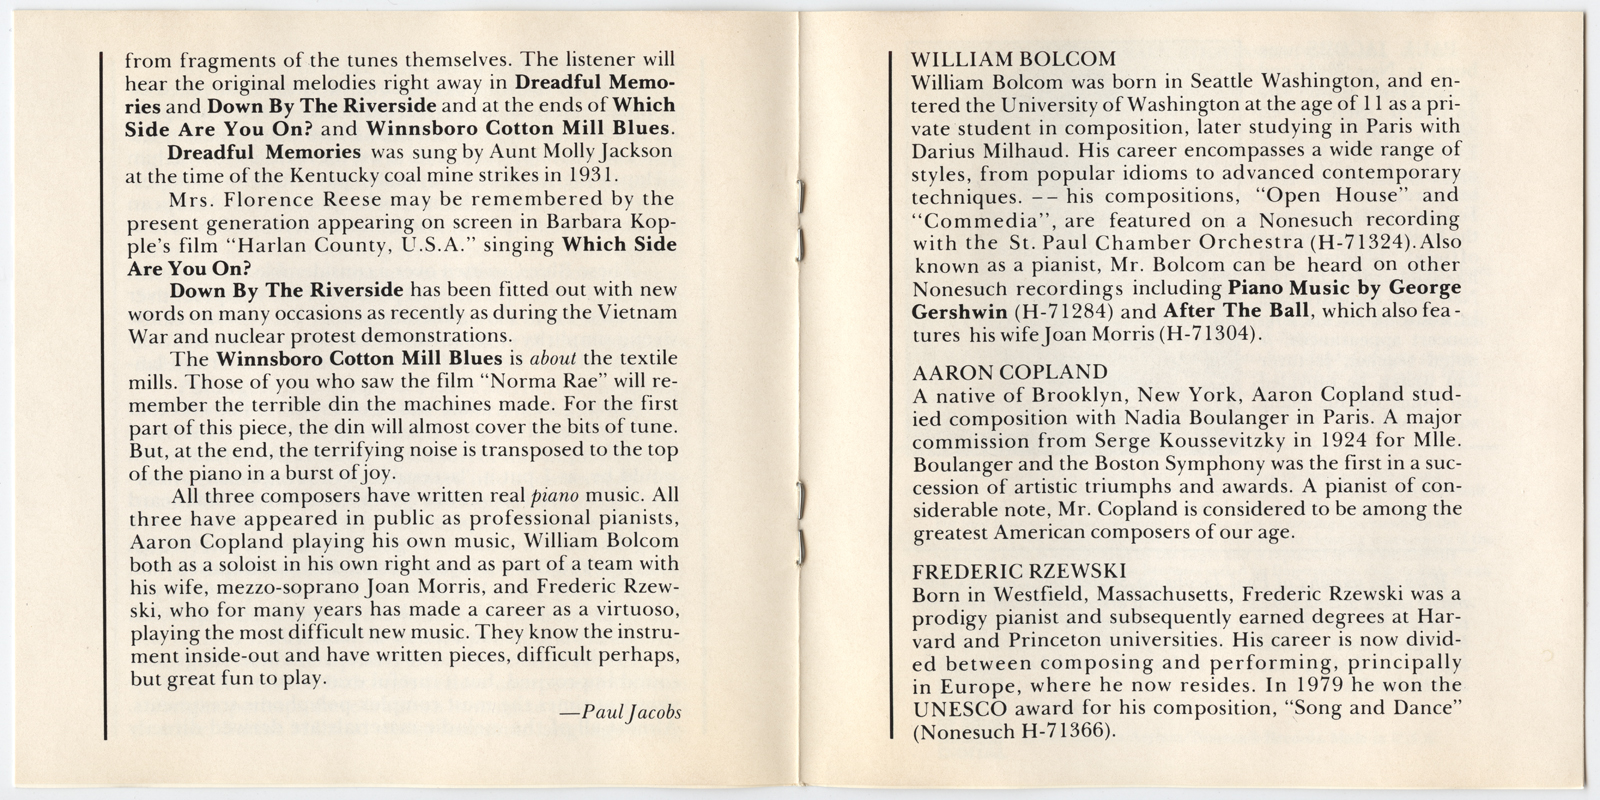 from fragments of the tunes themselves. The listener will
hear the original melodies right away in Dreadful Memo-
ries and Down By The Riverside and at the ends of Which
Side Are You On? and Winnsboro Cotton Mill Blues.
Dreadful Memories was sung by Aunt Molly Jackson
at the time of the Kentucky coal mine strikes in 1931.
Mrs. Florence Reese may be remembered by the
present generation appearing on screen in Barbara Kop-
ple's film “Harlan County, U.S.A.” singing Which Side
Are You On?
Down By The Riverside has been fitted out with new
words on many occasions as recently as during the Vietnam
War and nuclear protest demonstrations.
The Winnsboro Cotton Mill Blues is about the textile
mills. Those of you who saw the film “Norma Rae” will re-
member the terrible din the machines made. For the first
part of this piece, the din will almost cover the bits of tune.
But, at the end, the terrifying noise is transposed to the top
of the piano in a burst of joy.
All three composers have written real piano music. All
three have appeared in public as professional pianists,
Aaron Copland playing his own music, William Bolcom
both as a soloist in his own right and as part of a team with
his wife, mezzo-soprano Joan Morris, and Frederic Rzew-
ski, who for many years has made a career as a virtuoso,
playing the most difficult new music. They know the instru-
ment inside-out and have written pieces, difficult perhaps,
but great fun to play.
—Paul Jacobs
WILLIAM BOLCOM
William Bolcom was born in Seattle Washington, and en-
tered the University of Washington at the age of 11 as a pri-
vate student in composition, later studying in Paris with
Darius Milhaud. His career encompasses a wide range of
styles, from popular idioms to advanced contemporary
techniques. –– his compositions, “Open House” and
“Commedia”, are featured on a Nonesuch recording
with the St. Paul Chamber Orchestra (H-71324). Also
known as a pianist, Mr. Bolcom can be heard on other
Nonesuch recordings including Piano Music by George
Gershwin (H-71284) and After The Ball, which also fea-
tures his wife Joan Morris (H-71304).
AARON COPLAND
A native of Brooklyn, New York, Aaron Copland stud-
ied composition with Nadia Boulanger in Paris. A major
commission from Serge Koussevitzky in 1924 for Mlle.
Boulanger and the Boston Symphony was the first in a suc-
cession of artistic triumphs and awards. A pianist of con-
siderable note, Mr. Copland is considered to be among the
greatest American composers of our age.
FREDERIC RZEWSKI
Born in Westfield, Massachusetts, Frederic Rzewski was a
prodigy pianist and subsequently earned degrees at Har-
vard and Princeton universities. His career is now divid-
ed between composing and performing, principally
in Europe, where he now resides. In 1979 he won the
UNESCO award for his composition, “Song and Dance”
(Nonesuch H-71366).